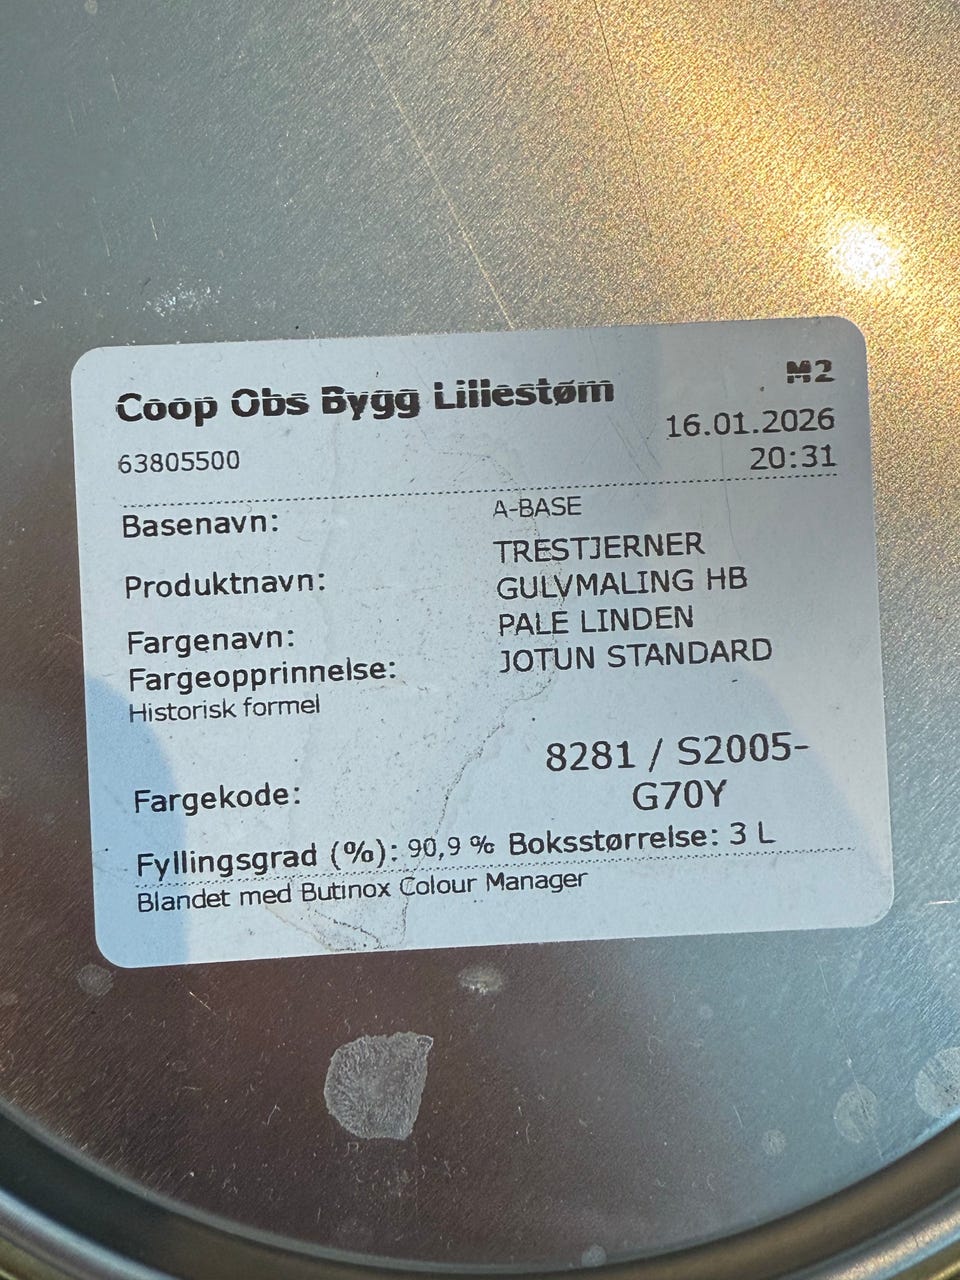 Coop Obs Bygg Lillestøm
M2
63805500
16.01.2026
20:31
Basenavn: A-BASE
Produktnavn: TRESTJERNER
GULVMALING HB
Fargenavn: PALE LINDEN
Fargeopprinnelse: JOTUN STANDARD
Historisk formel
Fargekode: 8281 / S2005-
G70Y
Fyllingsgrad (%): 90,9 % Boksstørrelse: 3 L
Blandet med Butinox Colour Manager